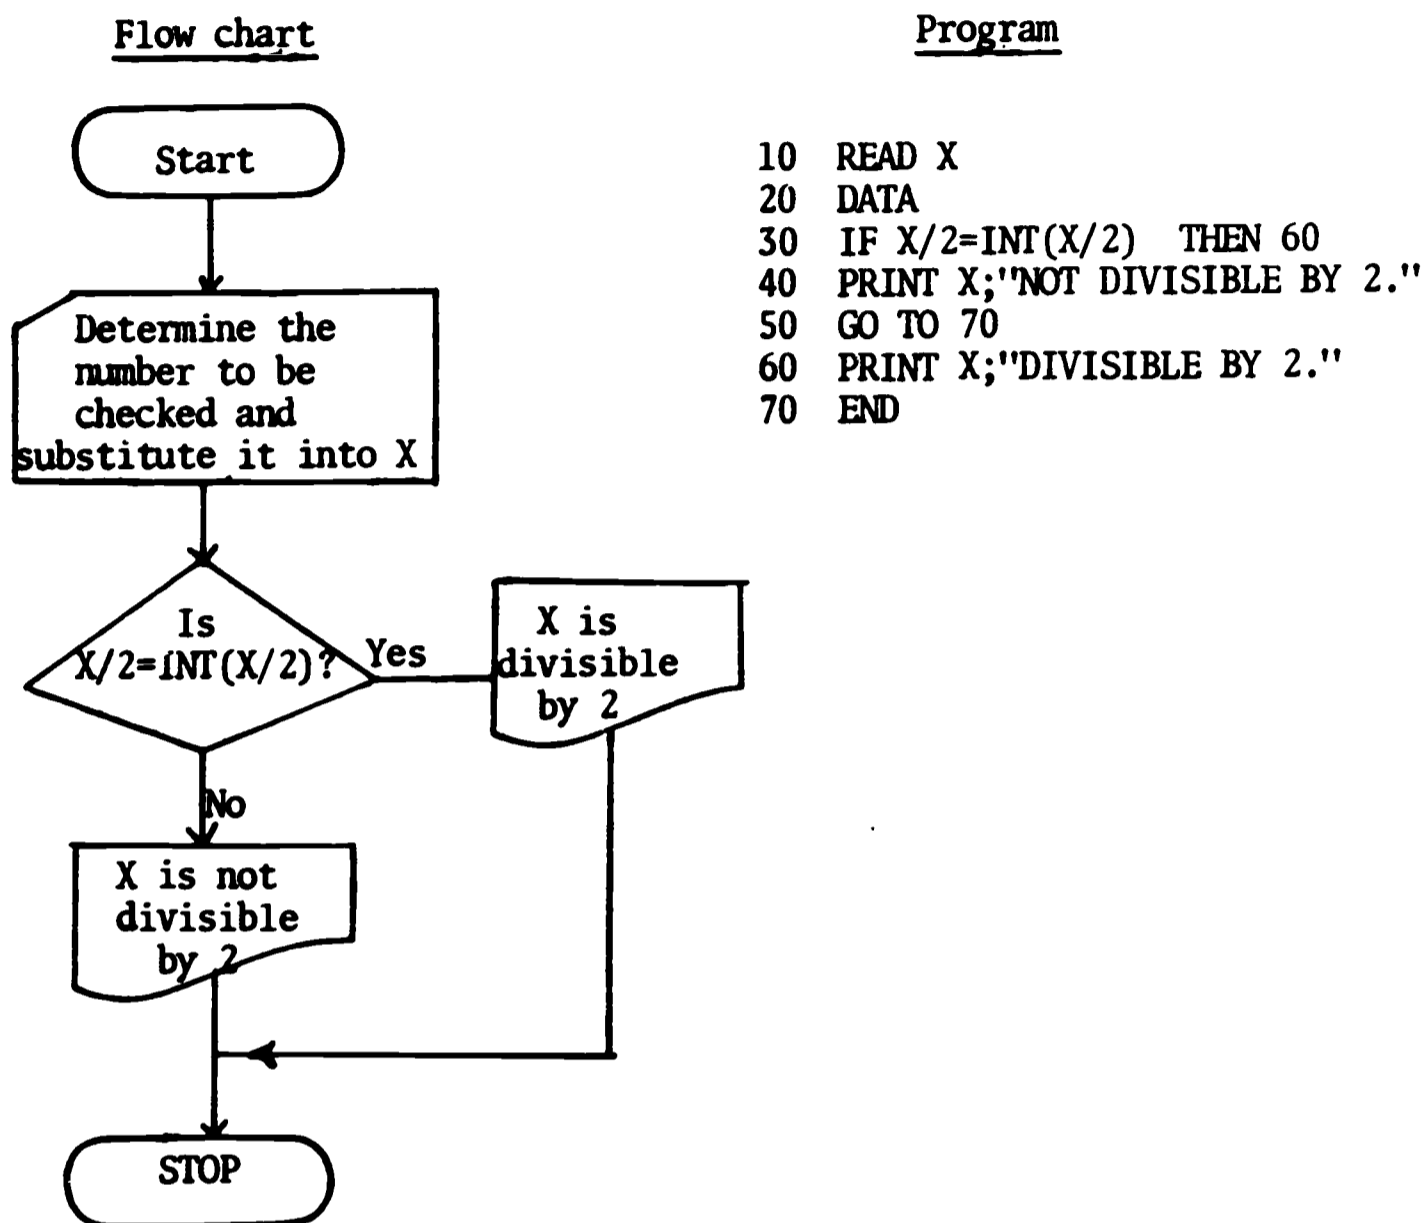 Flow chart
Start
Determine the
number to be
checked and
substitute it into X
Is
X/2=INT(X/2)?
Yes
X is
divisible
by 2
No
X is not
divisible
by 2
STOP
Program
10 READ X
20 DATA
30 IF X/2=INT(X/2) THEN 60
40 PRINT X;"NOT DIVISIBLE BY 2."
50 GO TO 70
60 PRINT X;"DIVISIBLE BY 2."
70 END